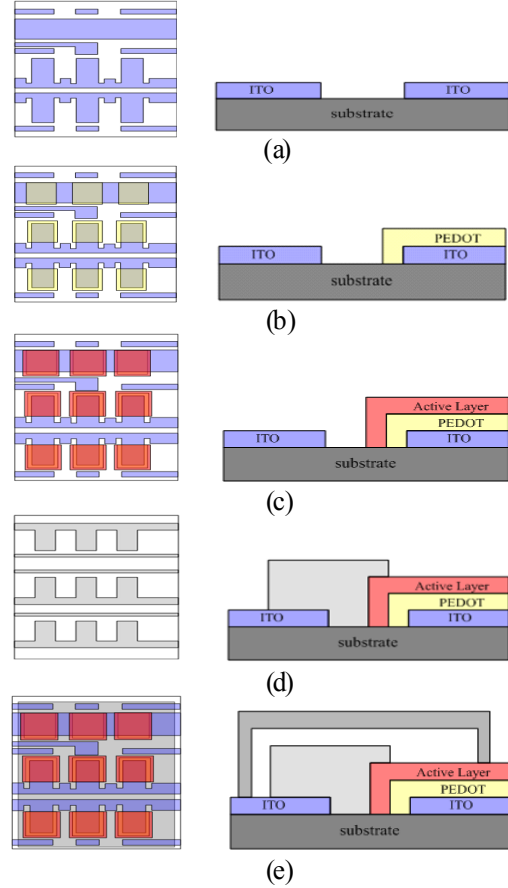 ITO ITO
substrate
(a)
PEDOT
ITO ITO
substrate
(b)
Active Layer
PEDOT
ITO ITO
substrate
(c)
Active Layer
PEDOT
ITO ITO
substrate
(d)
Active Layer
PEDOT
ITO ITO
substrate
(e)